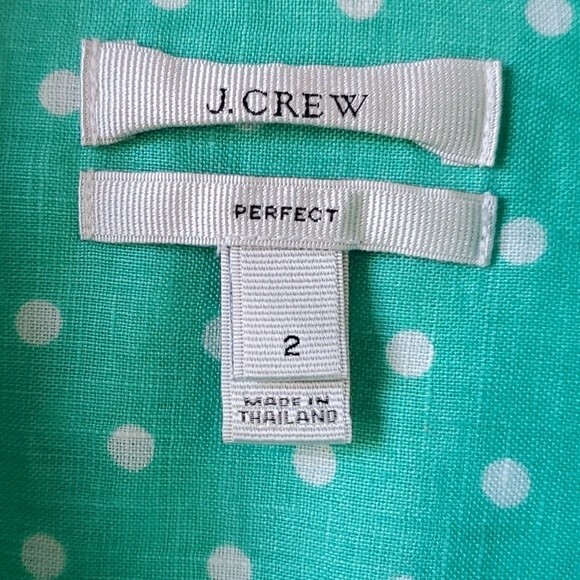 J.CREW
PERFECT
2
MADE IN
THAILAND